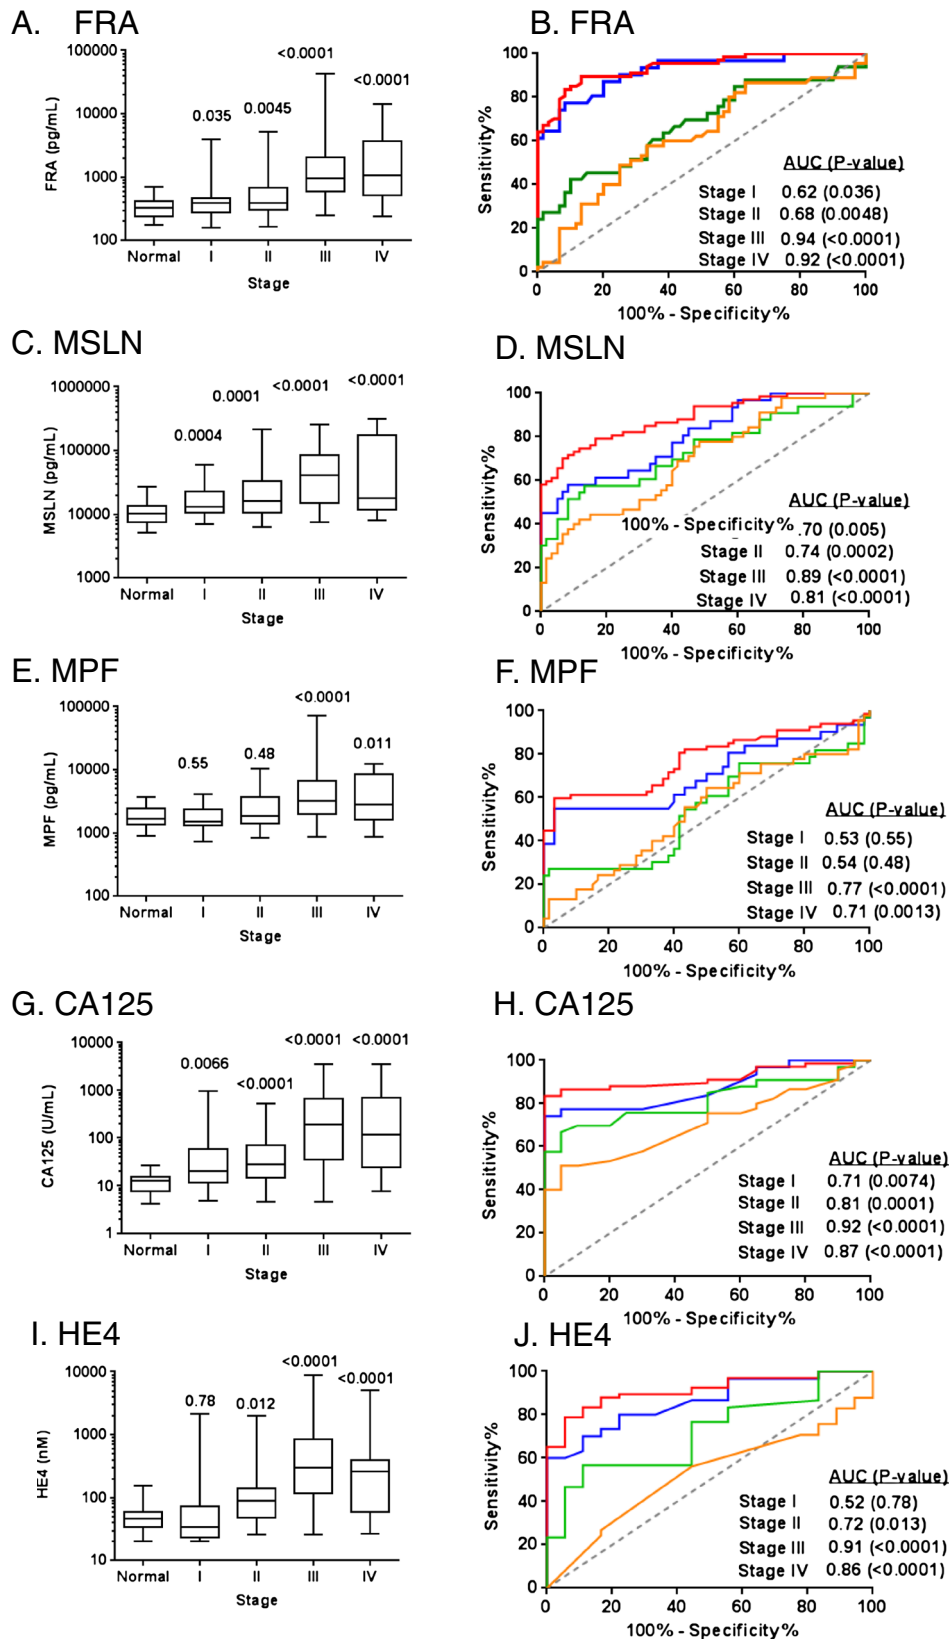 A. FRA
100000
10000
1000
100
FRA (pg/mL)
0.035
0.0045
<0.0001
<0.0001
Normal I II III IV
Stage
B. FRA
100
80
60
40
20
0
Sensitivity%
AUC (P-value)
Stage I 0.62 (0.036)
Stage II 0.68 (0.0048)
Stage III 0.94 (<0.0001)
Stage IV 0.92 (<0.0001)
0 20 40 60 80 100
100% - Specificity%
C. MSLN
1000000
100000
10000
1000
MSLN (pg/mL)
0.0004
0.0001
<0.0001
<0.0001
Normal I II III IV
Stage
D. MSLN
100
80
60
40
20
0
Sensitivity%
AUC (P-value)
100% - Specificity% .70 (0.005)
Stage II 0.74 (0.0002)
Stage III 0.89 (<0.0001)
Stage IV 0.81 (<0.0001)
0 20 40 60 80 100
100% - Specificity%
E. MPF
100000
10000
1000
100
MPF (pg/mL)
0.55
0.48
<0.0001
0.011
Normal I II III IV
Stage
F. MPF
100
80
60
40
20
0
Sensitivity%
AUC (P-value)
Stage I 0.53 (0.55)
Stage II 0.54 (0.48)
Stage III 0.77 (<0.0001)
Stage IV 0.71 (0.0013)
0 20 40 60 80 100
100% - Specificity%
G. CA125
10000
1000
100
10
1
CA125 (U/mL)
0.0066
<0.0001
<0.0001
<0.0001
Normal I II III IV
Stage
H. CA125
100
80
60
40
20
0
Sensitivity%
AUC (P-value)
Stage I 0.71 (0.0074)
Stage II 0.81 (0.0001)
Stage III 0.92 (<0.0001)
Stage IV 0.87 (<0.0001)
0 20 40 60 80 100
100% - Specificity%
I. HE4
10000
1000
100
10
HE4 (nM)
0.78
0.012
<0.0001
<0.0001
Normal I II III IV
Stage
J. HE4
100
80
60
40
20
0
Sensitivity%
AUC (P-value)
Stage I 0.52 (0.78)
Stage II 0.72 (0.013)
Stage III 0.91 (<0.0001)
Stage IV 0.86 (<0.0001)
0 20 40 60 80 100
100% - Specificity%